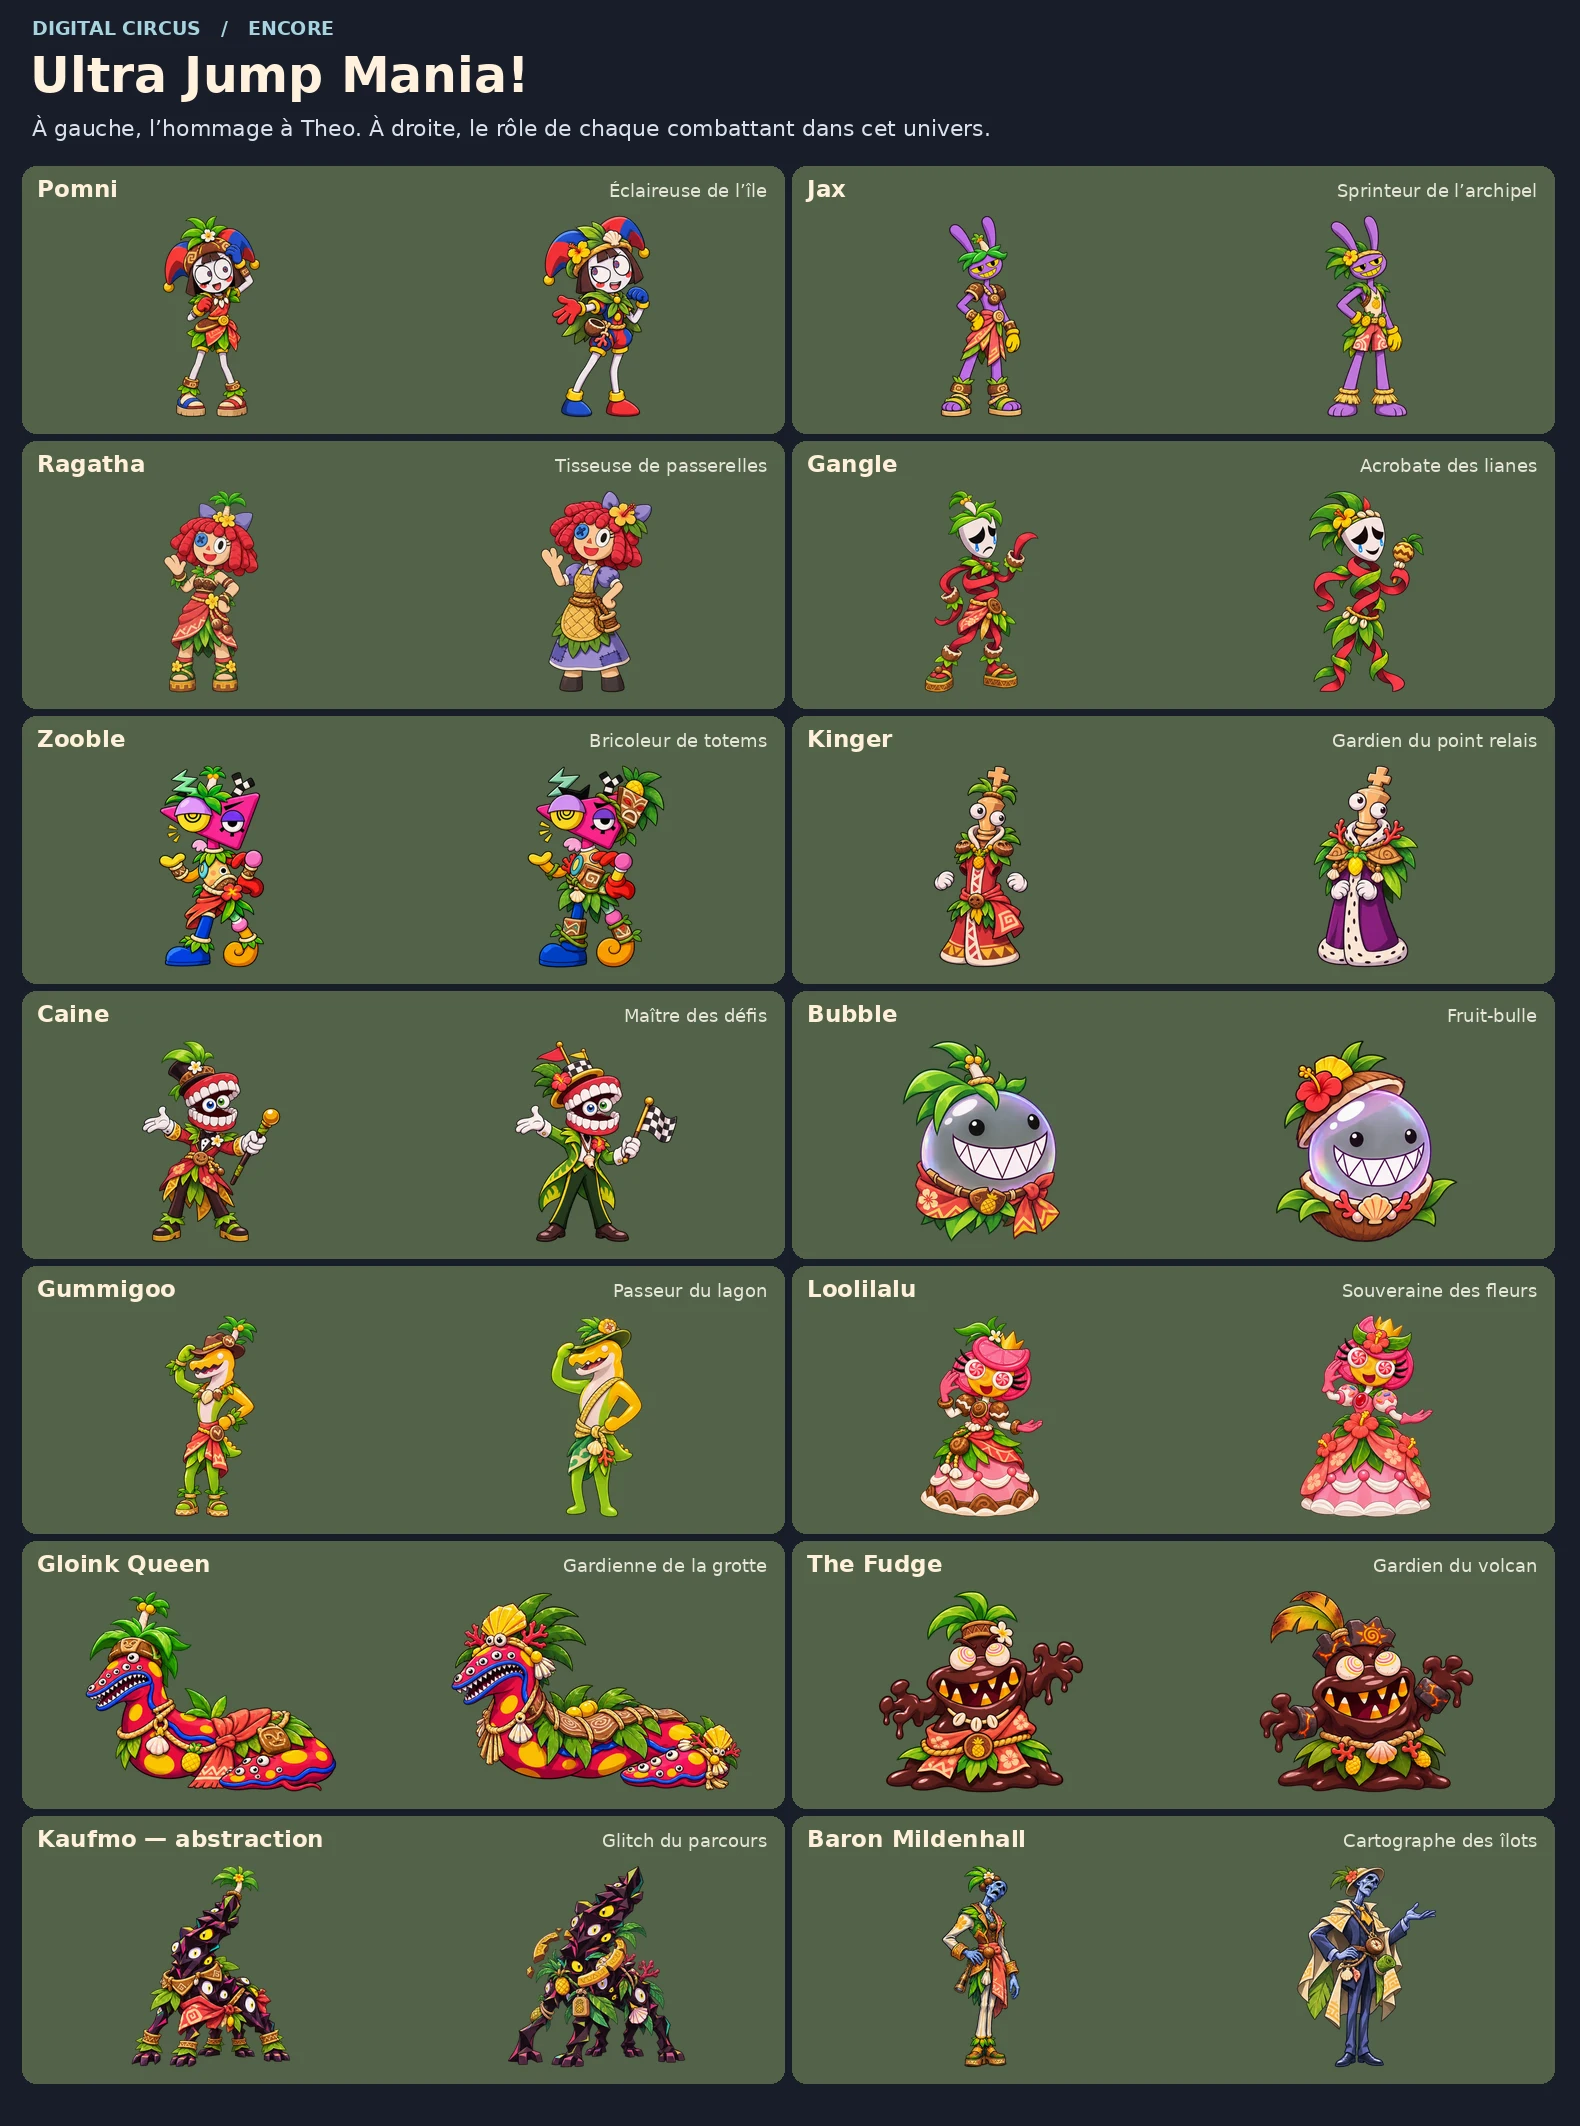 DIGITAL CIRCUS / ENCORE
Ultra Jump Mania!
À gauche, l’hommage à Theo. À droite, le rôle de chaque combattant dans cet univers.
Pomni
Éclaireuse de l’île
Jax
Sprinteur de l’archipel
Ragatha
Tisseuse de passerelles
Gangle
Acrobate des lianes
Zooble
Bricoleur de totems
Kinger
Gardien du point relais
Caine
Maître des défis
Bubble
Fruit-bulle
Gummigoo
Passeur du lagon
Loolilalu
Souveraine des fleurs
Gloink Queen
Gardienne de la grotte
The Fudge
Gardien du volcan
Kaufmo — abstraction
Glitch du parcours
Baron Mildenhall
Cartographe des îlots